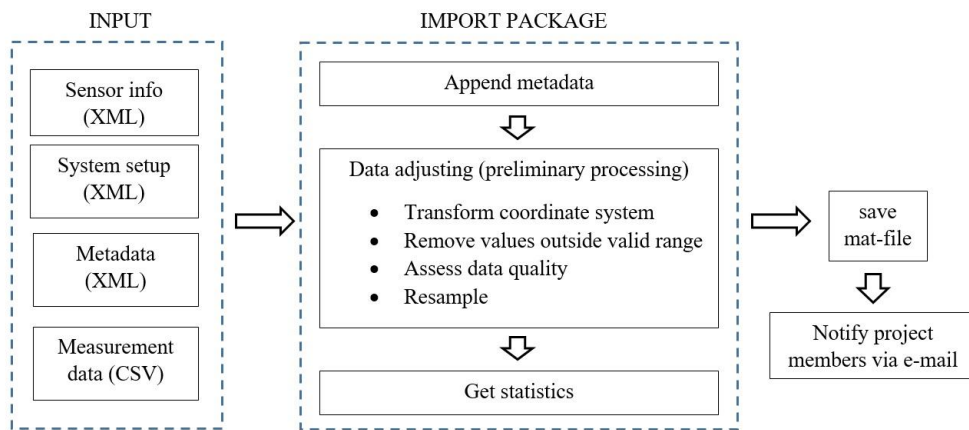 INPUT
Sensor info
(XML)
System setup
(XML)
Metadata
(XML)
Measurement
data (CSV)
IMPORT PACKAGE
Append metadata
Data adjusting (preliminary processing)
• Transform coordinate system
• Remove values outside valid range
• Assess data quality
• Resample
Get statistics
save
mat-file
Notify project
members via e-mail